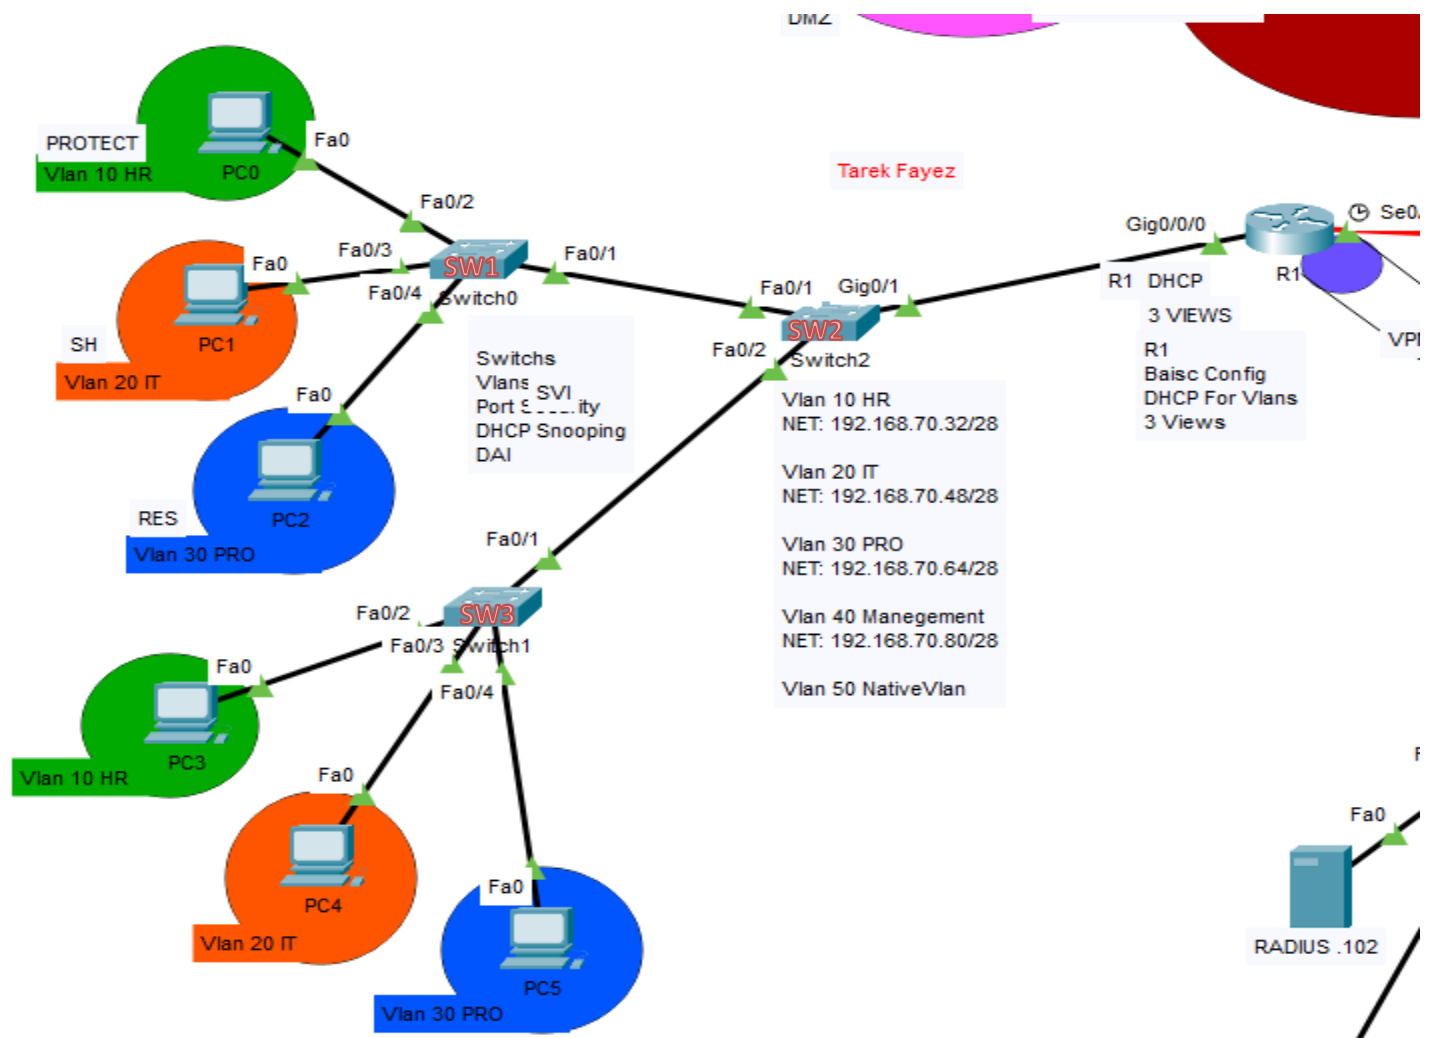 DMZ
PROTECT
Vlan 10 HR
PC0
Fa0
Fa0/2
Tarek Fayez
Fa0/3
Fa0
Fa0/4
SW1
Switch0
Fa0/1
SH
PC1
Vlan 20 IT
Fa0/1
Gig0/1
SW2
Switch2
Fa0/2
Gig0/0/0
Se0/
R1
R1 DHCP
3 VIEWS
R1
Baisc Config
DHCP For Vlans
3 Views
Switchs
Vlans
SVI
Port
DHCP Snooping
DAI
Fa0
PC2
RES
Vlan 30 PRO
Vlan 10 HR
NET: 192.168.70.32/28
Vlan 20 IT
NET: 192.168.70.48/28
Vlan 30 PRO
NET: 192.168.70.64/28
Vlan 40 Manegement
NET: 192.168.70.80/28
Vlan 50 NativeVlan
Fa0/1
Fa0/2
SW3
Fa0/3
Switch1
Fa0/4
Fa0
PC3
Vlan 10 HR
Fa0
PC4
Vlan 20 IT
Fa0
PC5
Vlan 30 PRO
Fa0
RADIUS .102